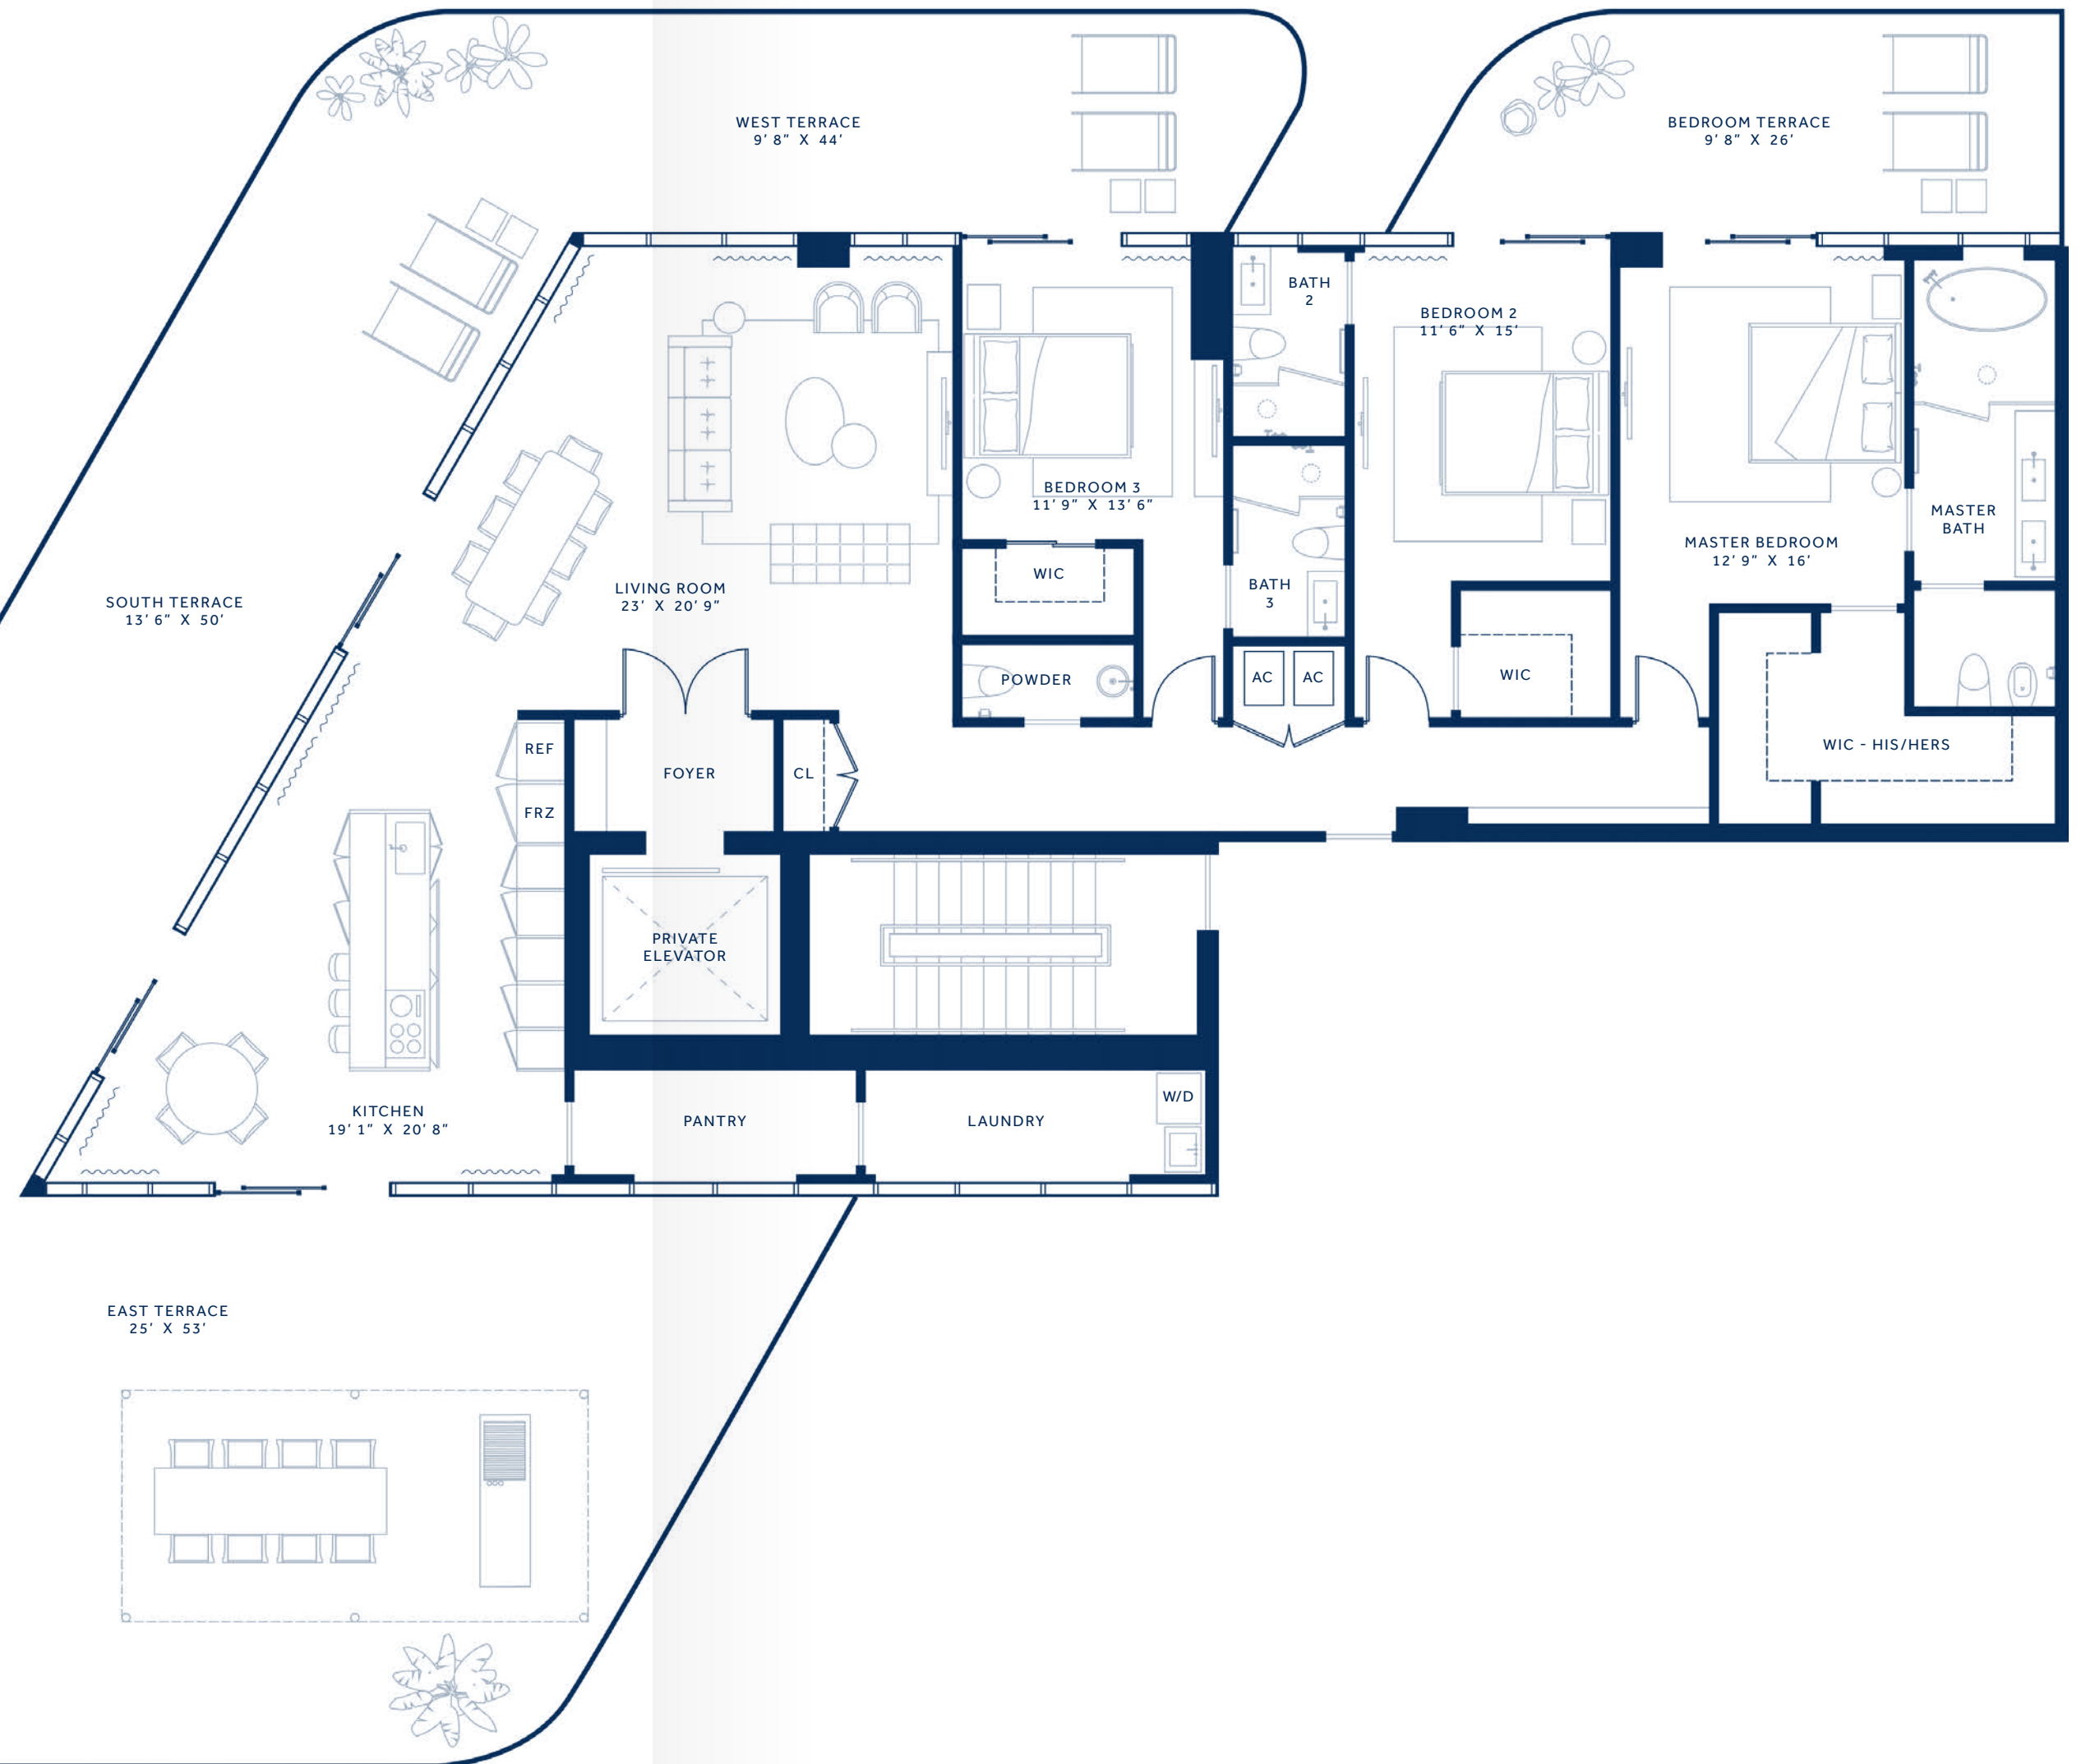 WEST TERRACE
9' 8" X 44'
BEDROOM TERRACE
9' 8" X 26'
BATH
2
BEDROOM 2
11' 6" X 15'
BEDROOM 3
11' 9" X 13' 6"
MASTER
BATH
MASTER BEDROOM
12' 9" X 16'
WIC
BATH
3
LIVING ROOM
23' X 20' 9"
SOUTH TERRACE
13' 6" X 50'
POWDER
AC
AC
WIC
WIC - HIS/HERS
REF
FOYER
CL
FRZ
PRIVATE
ELEVATOR
W/D
KITCHEN
19' 1" X 20' 8"
PANTRY
LAUNDRY
EAST TERRACE
25' X 53'